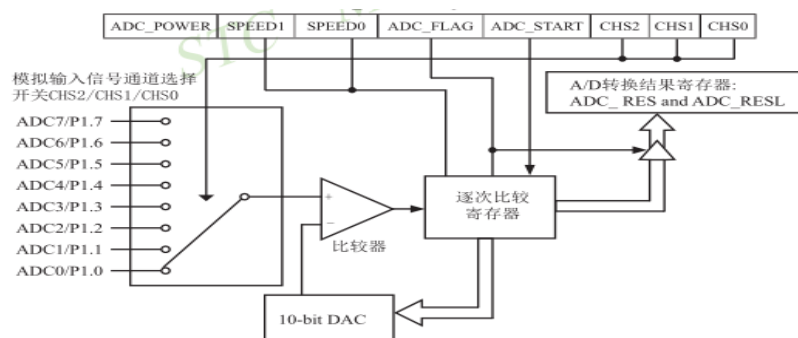 ADC_POWER SPEED1 SPEED0 ADC_FLAG ADC_START CHS2 CHS1 CHS0
STC
模拟输入信号通道选择
开关CHS2/CHS1/CHS0
A/D转换结果寄存器:
ADC_ RES and ADC_RESL
ADC7/P1.7
ADC6/P1.6
ADC5/P1.5
ADC4/P1.4
ADC3/P1.3
ADC2/P1.2
ADC1/P1.1
ADC0/P1.0
+
−
比较器
逐次比较
寄存器
10-bit DAC